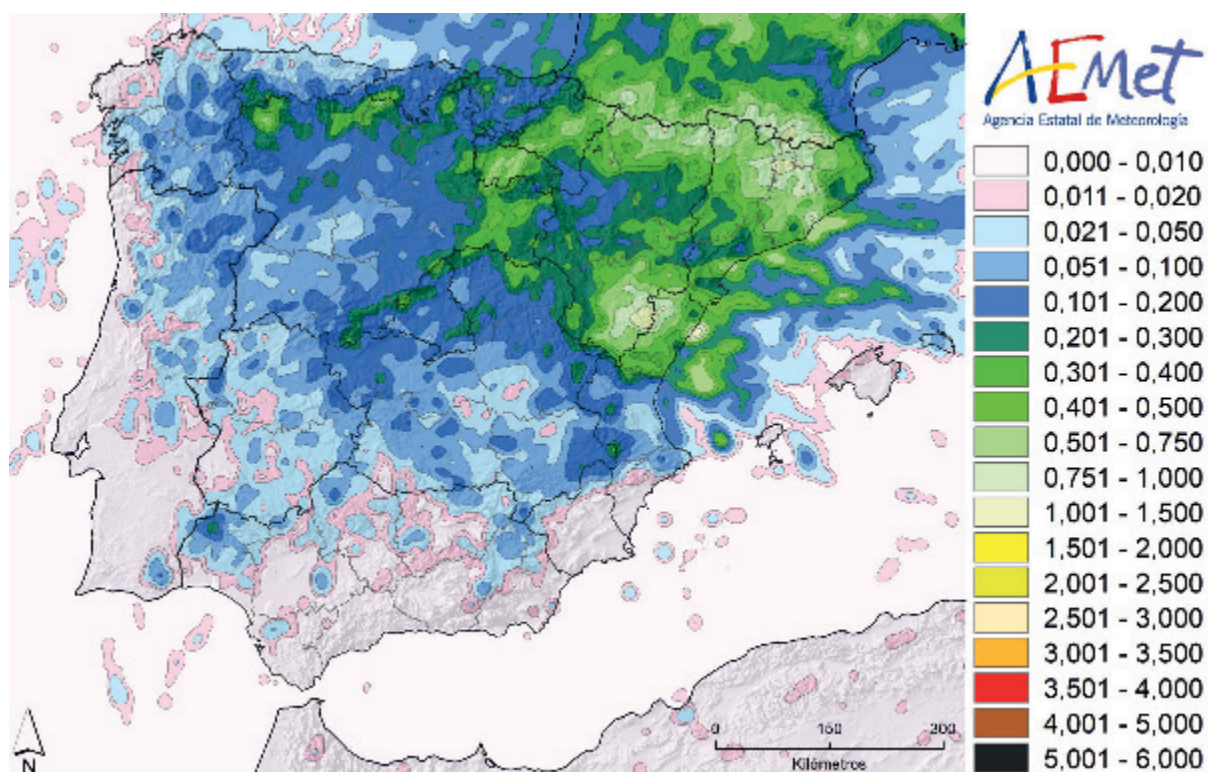 AEMet
Agencia Estatal de Meteorología
0,000 - 0,010
0,011 - 0,020
0,021 - 0,050
0,051 - 0,100
0,101 - 0,200
0,201 - 0,300
0,301 - 0,400
0,401 - 0,500
0,501 - 0,750
0,751 - 1,000
1,001 - 1,500
1,501 - 2,000
2,001 - 2,500
2,501 - 3,000
3,001 - 3,500
3,501 - 4,000
4,001 - 5,000
5,001 - 6,000
0 150 300
Kilómetros
N